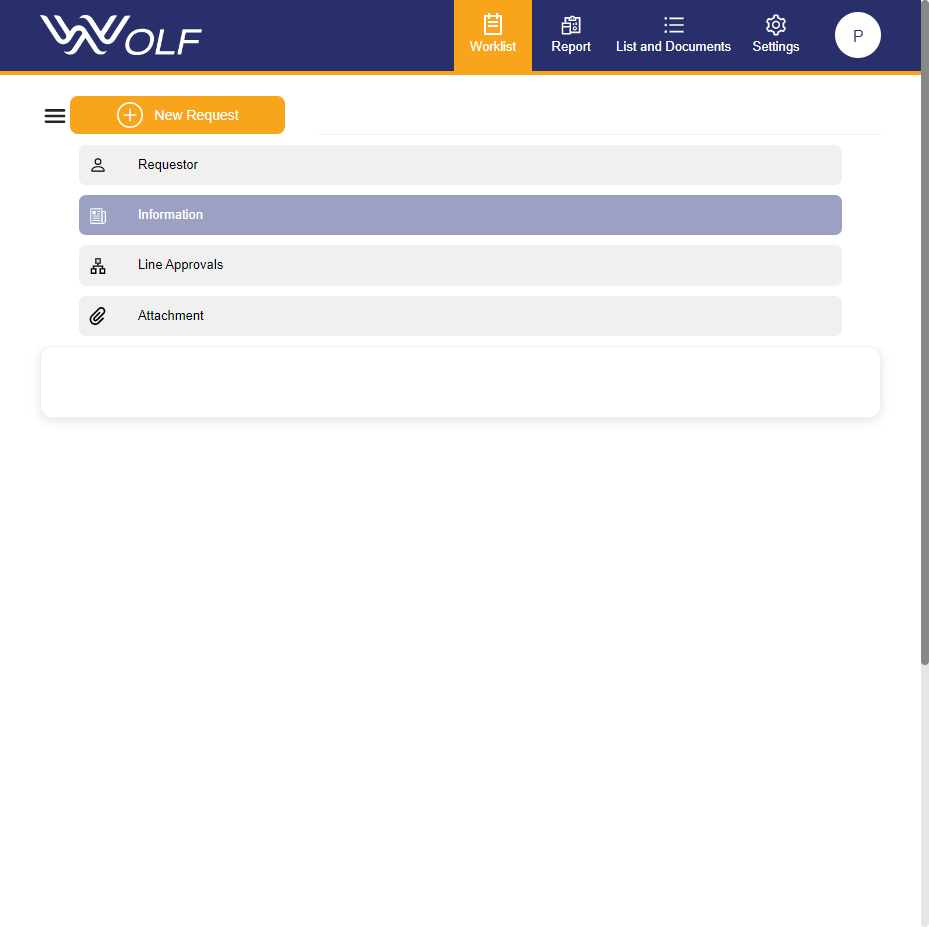 WOLF
Worklist
Report
List and Documents
Settings
P
New Request
Requestor
Information
Line Approvals
Attachment